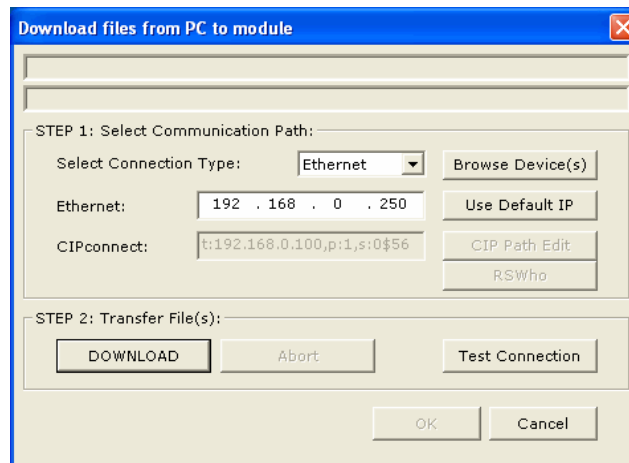 Download files from PC to module
STEP 1: Select Communication Path:
Select Connection Type: Ethernet Browse Device(s)
Ethernet: 192 . 168 . 0 . 250 Use Default IP
CIPconnect: t:192.168.0.100,p:1,s:0$56 CIP Path Edit
RSWho
STEP 2: Transfer File(s):
DOWNLOAD Abort Test Connection
OK Cancel